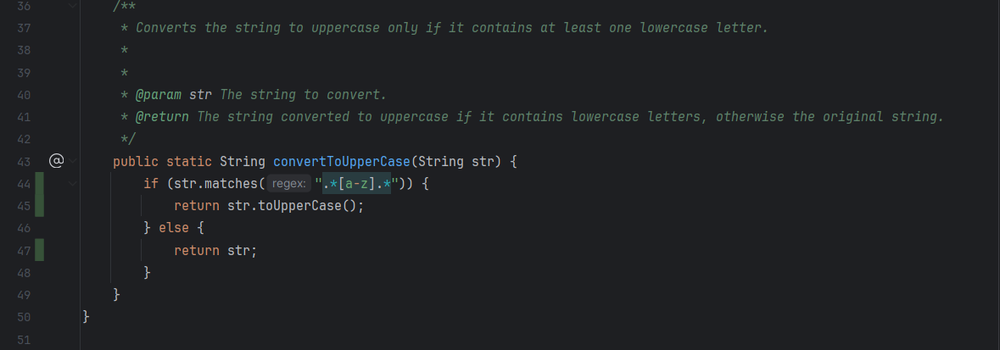 36 /**
37 * Converts the string to uppercase only if it contains at least one lowercase letter.
38 *
39 *
40 * @param str The string to convert.
41 * @return The string converted to uppercase if it contains lowercase letters, otherwise the original string.
42 */
43 @ public static String convertToUpperCase(String str) {
44 if (str.matches( regex: ".*[a-z].*")) {
45 return str.toUpperCase();
46 } else {
47 return str;
48 }
49 }
50 }
51